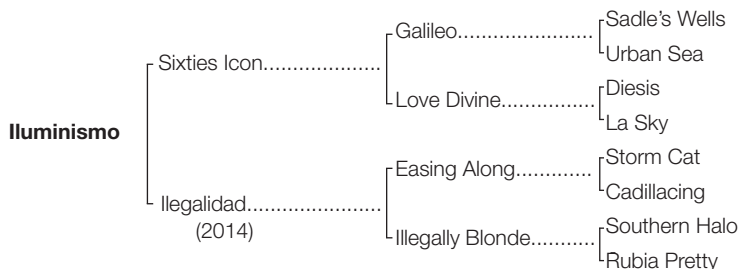 Sadle's Wells
Galileo
Urban Sea
Sixties Icon
Diesis
Love Divine
La Sky
Iluminismo
Storm Cat
Easing Along
Cadillacing
Ilegalidad
(2014)
Southern Halo
Illegally Blonde
Rubia Pretty